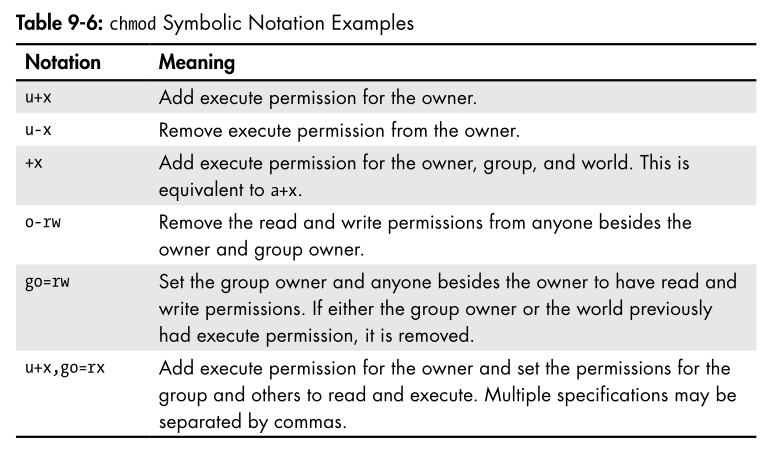 Table 9-6: chmod Symbolic Notation Examples
Notation Meaning
u+x Add execute permission for the owner.
u-x Remove execute permission from the owner.
+x Add execute permission for the owner, group, and world. This is
equivalent to a+x.
o-rw Remove the read and write permissions from anyone besides the
owner and group owner.
go=rw Set the group owner and anyone besides the owner to have read and
write permissions. If either the group owner or the world previously
had execute permission, it is removed.
u+x,go=rx Add execute permission for the owner and set the permissions for the
group and others to read and execute. Multiple specifications may be
separated by commas.